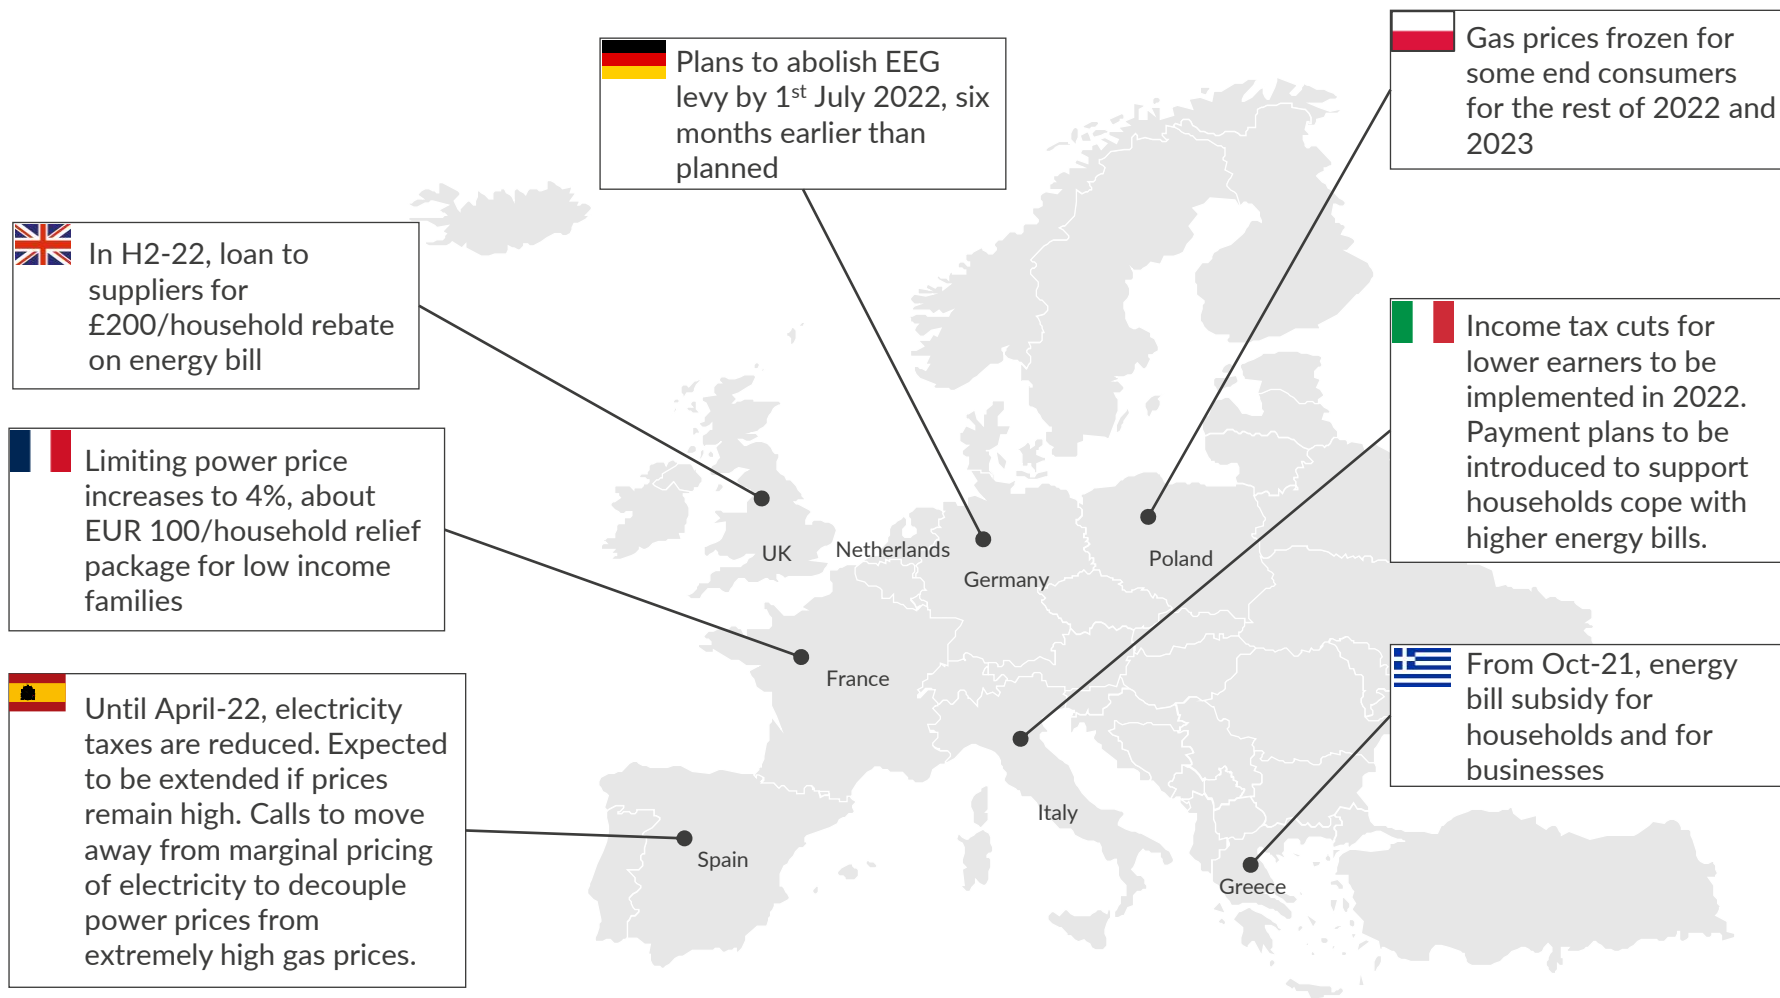 Plans to abolish EEG
levy by 1st July 2022, six
months earlier than
planned
Gas prices frozen for
some end consumers
for the rest of 2022 and
2023
In H2-22, loan to
suppliers for
£200/household rebate
on energy bill
Income tax cuts for
lower earners to be
implemented in 2022.
Payment plans to be
introduced to support
households cope with
higher energy bills.
Limiting power price
increases to 4%, about
EUR 100/household relief
package for low income
families
From Oct-21, energy
bill subsidy for
households and for
businesses
Until April-22, electricity
taxes are reduced. Expected
to be extended if prices
remain high. Calls to move
away from marginal pricing
of electricity to decouple
power prices from
extremely high gas prices.
UK
Netherlands
Germany
Poland
France
Italy
Spain
Greece